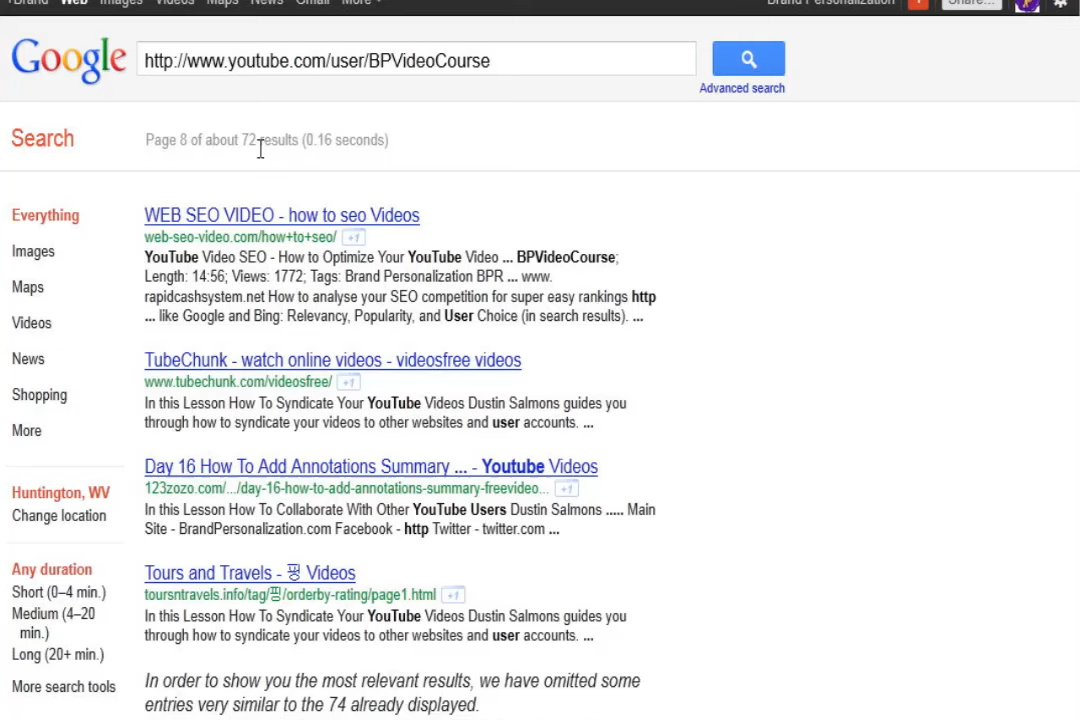 +Brand Web Images Videos Maps News Gmail More Brand Personalization Share...
Google http://www.youtube.com/user/BPVideoCourse
Advanced search
Search Page 8 of about 72 results (0.16 seconds)
Everything
Images
Maps
Videos
News
Shopping
More
Huntington, WV
Change location
Any duration
Short (0–4 min.)
Medium (4–20
min.)
Long (20+ min.)
More search tools
WEB SEO VIDEO - how to seo Videos
web-seo-video.com/how+to+seo/ +1
YouTube Video SEO - How to Optimize Your YouTube Video ... BPVideoCourse;
Length: 14:56; Views: 1772; Tags: Brand Personalization BPR ... www.
rapidcashsystem.net How to analyse your SEO competition for super easy rankings http
... like Google and Bing: Relevancy, Popularity, and User Choice (in search results). ...
TubeChunk - watch online videos - videosfree videos
www.tubechunk.com/videosfree/ +1
In this Lesson How To Syndicate Your YouTube Videos Dustin Salmons guides you
through how to syndicate your videos to other websites and user accounts. ...
Day 16 How To Add Annotations Summary ... - Youtube Videos
123zozo.com/.../day-16-how-to-add-annotations-summary-freevideo... +1
In this Lesson How To Collaborate With Other YouTube Users Dustin Salmons ..... Main
Site - BrandPersonalization.com Facebook - http Twitter - twitter.com ...
Tours and Travels - Videos
toursntravels.info/tag/ /orderby-rating/page1.html +1
In this Lesson How To Syndicate Your YouTube Videos Dustin Salmons guides you
through how to syndicate your videos to other websites and user accounts. ...
In order to show you the most relevant results, we have omitted some
entries very similar to the 74 already displayed.